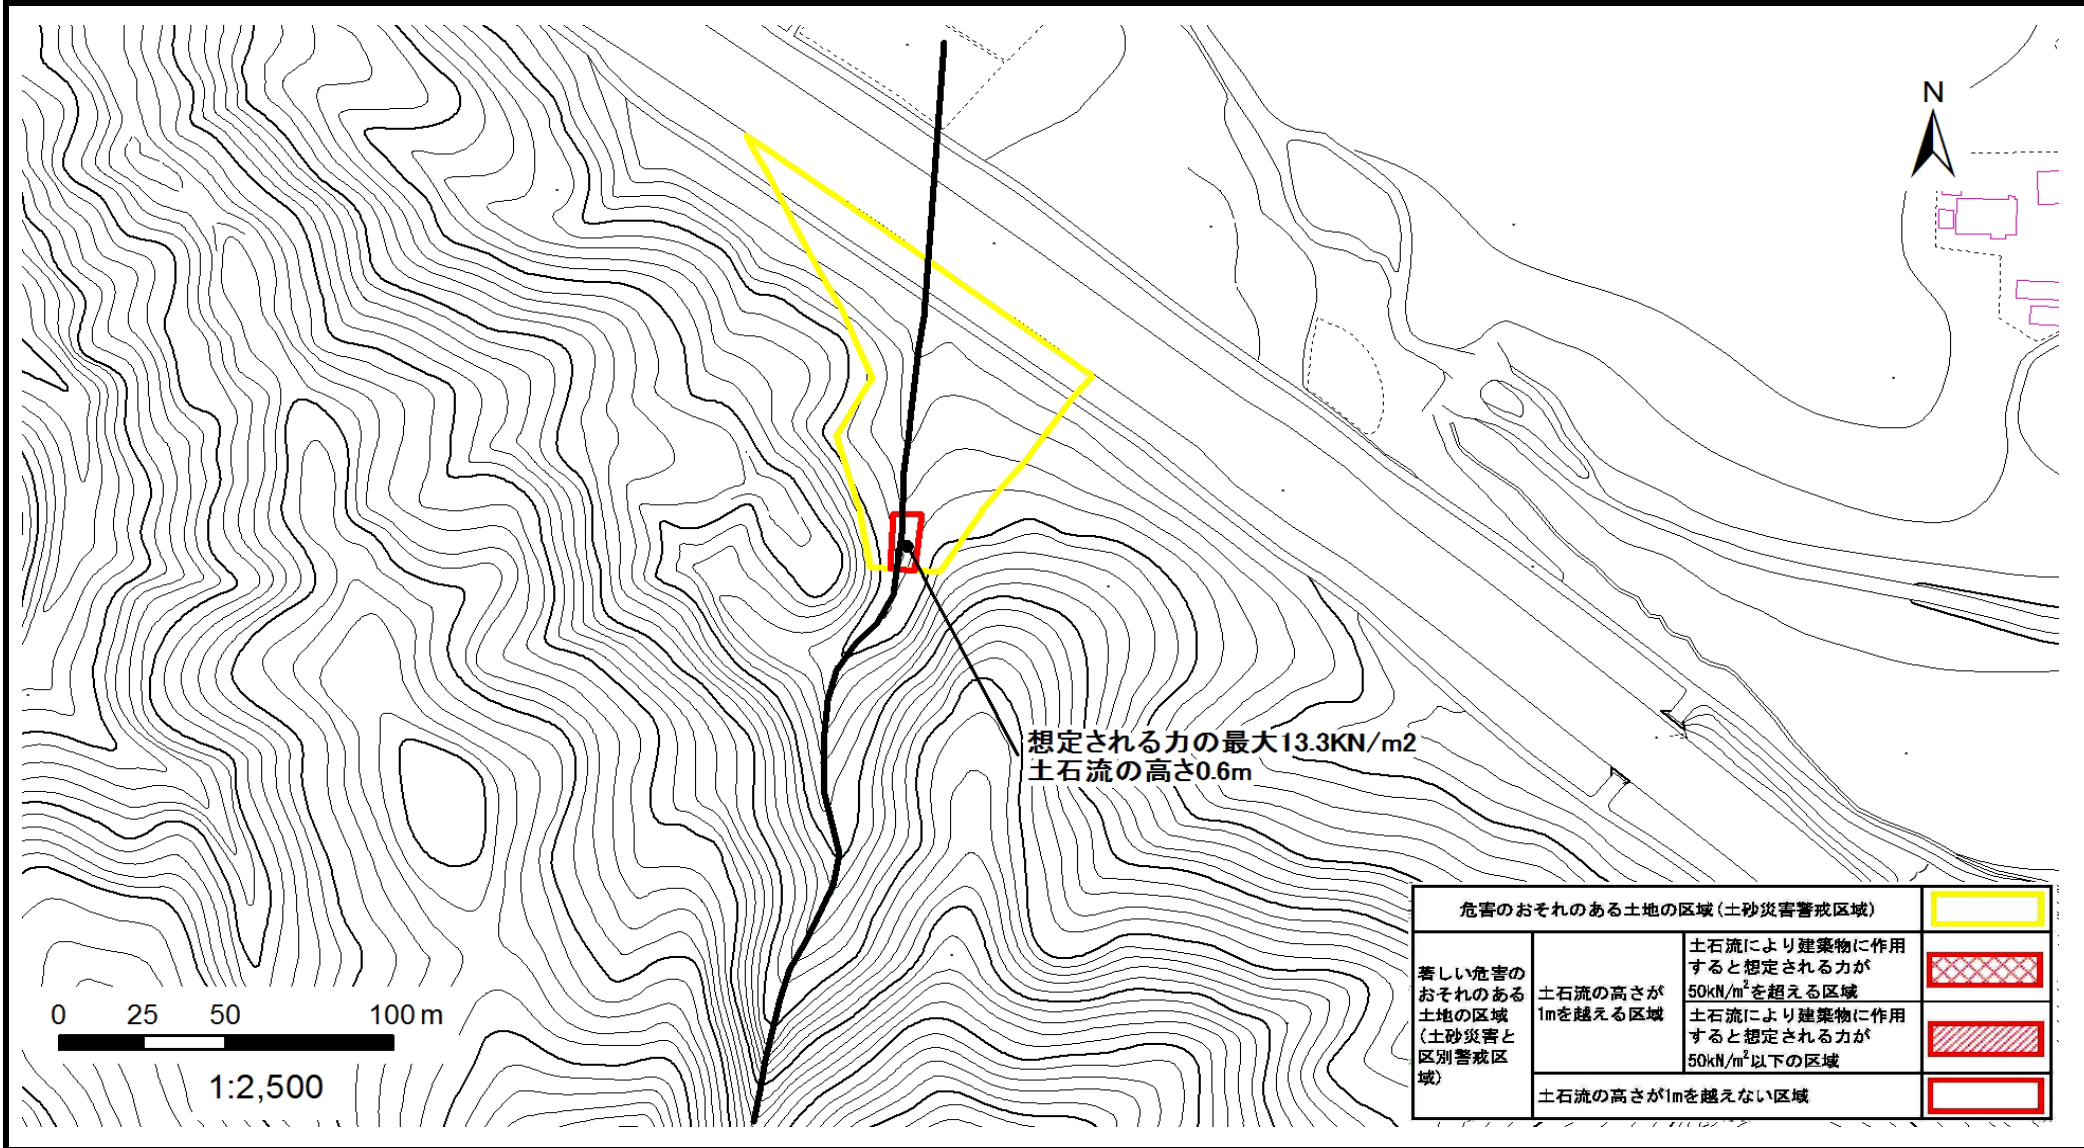 N
想定される力の最大13.3KN/m2
土石流の高さ0.6m
0 25 50 100 m
1:2,500
危害のおそれのある土地の区域(土砂災害警戒区域)
著しい危害の
おそれのある
土地の区域
(土砂災害と
区別警戒区
域)
土石流の高さが
1mを越える区域
土石流により建築物に作用
すると想定される力が
50kN/m²を超える区域
土石流により建築物に作用
すると想定される力が
50kN/m²以下の区域
土石流の高さが1mを越えない区域